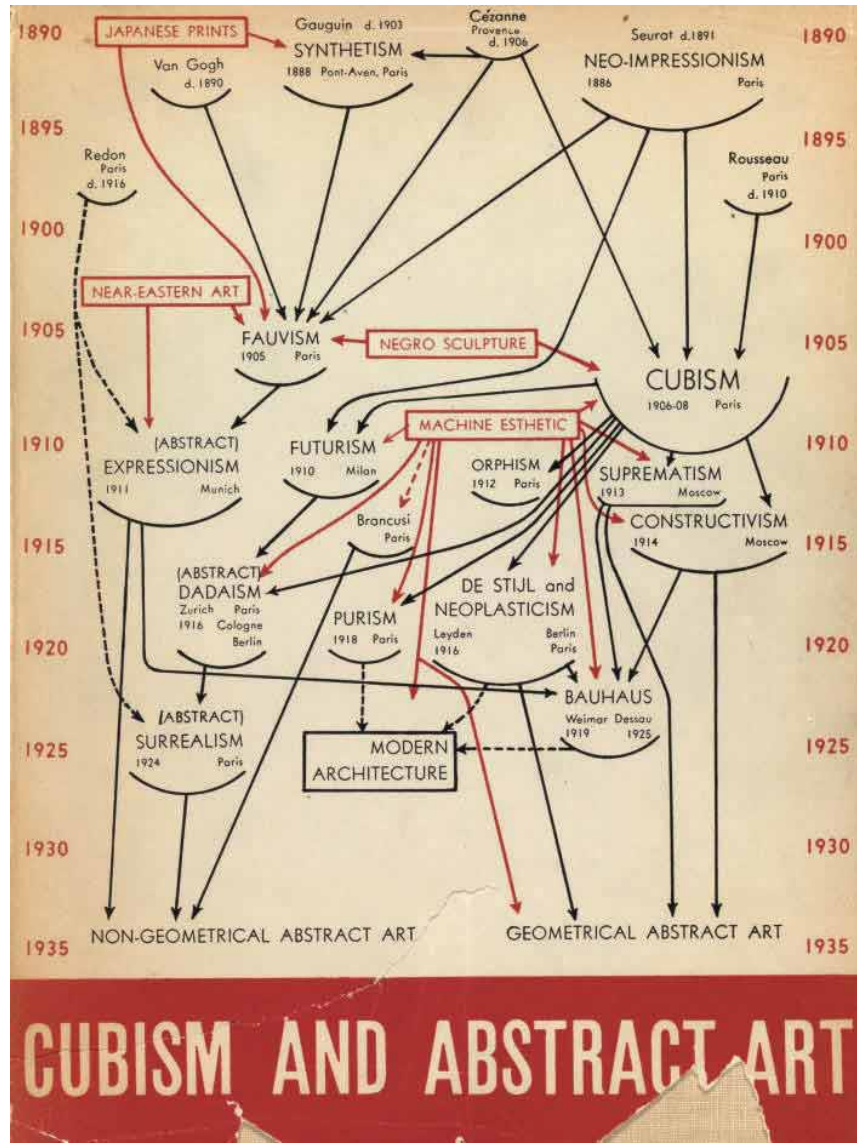 1890
JAPANESE PRINTS
Gauguin d. 1903
SYNTHETISM
1888 Pont-Aven, Paris
Cézanne
Provence
d. 1906
Seurat d.1891
NEO-IMPRESSIONISM
1886 Paris
1890
Van Gogh
d. 1890
1895
1895
Redon
Paris
d. 1916
Rousseau
Paris
d. 1910
1900
1900
NEAR-EASTERN ART
1905
FAUVISM
1905 Paris
NEGRO SCULPTURE
1905
CUBISM
1906-08 Paris
1910
(ABSTRACT)
EXPRESSIONISM
1911 Munich
FUTURISM
1910 Milan
MACHINE ESTHETIC
ORPHISM
1912 Paris
SUPREMATISM
1913 Moscow
1910
Brancusi
Paris
CONSTRUCTIVISM
1914 Moscow
1915
1915
(ABSTRACT)
DADAISM
Zurich Paris
1916 Cologne
Berlin
PURISM
1918 Paris
DE STIJL and
NEOPLASTICISM
Leyden Berlin
1916 Paris
1920
1920
BAUHAUS
Weimar Dessau
1919 1925
(ABSTRACT)
SURREALISM
1924 Paris
1925
MODERN
ARCHITECTURE
1925
1930
1930
NON-GEOMETRICAL ABSTRACT ART
GEOMETRICAL ABSTRACT ART
1935
1935
CUBISM AND ABSTRACT ART